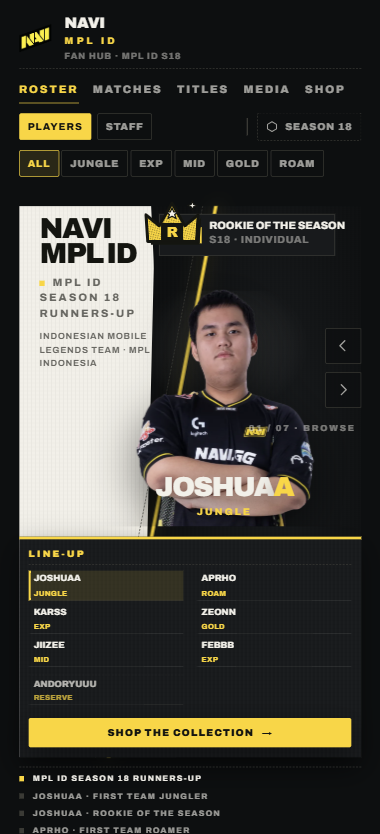 NAVI
MPL ID
FAN HUB · MPL ID S18
ROSTER MATCHES TITLES MEDIA SHOP
PLAYERS STAFF SEASON 18
ALL JUNGLE EXP MID GOLD ROAM
NAVI
MPL ID
R
ROOKIE OF THE SEASON
S18 · INDIVIDUAL
MPL ID
SEASON 18
RUNNERS-UP
INDONESIAN MOBILE
LEGENDS TEAM · MPL
INDONESIA
07 · BROWSE
logitech
NAVI.GG
JOSHUAA
JUNGLE
LINE-UP
JOSHUAA
JUNGLE
APRHO
ROAM
KARSS
EXP
ZEONN
GOLD
JIIZEE
MID
FEBBB
EXP
ANDORYUUU
RESERVE
SHOP THE COLLECTION →
MPL ID SEASON 18 RUNNERS-UP
JOSHUAA · FIRST TEAM JUNGLER
JOSHUAA · ROOKIE OF THE SEASON
APRHO · FIRST TEAM ROAMER